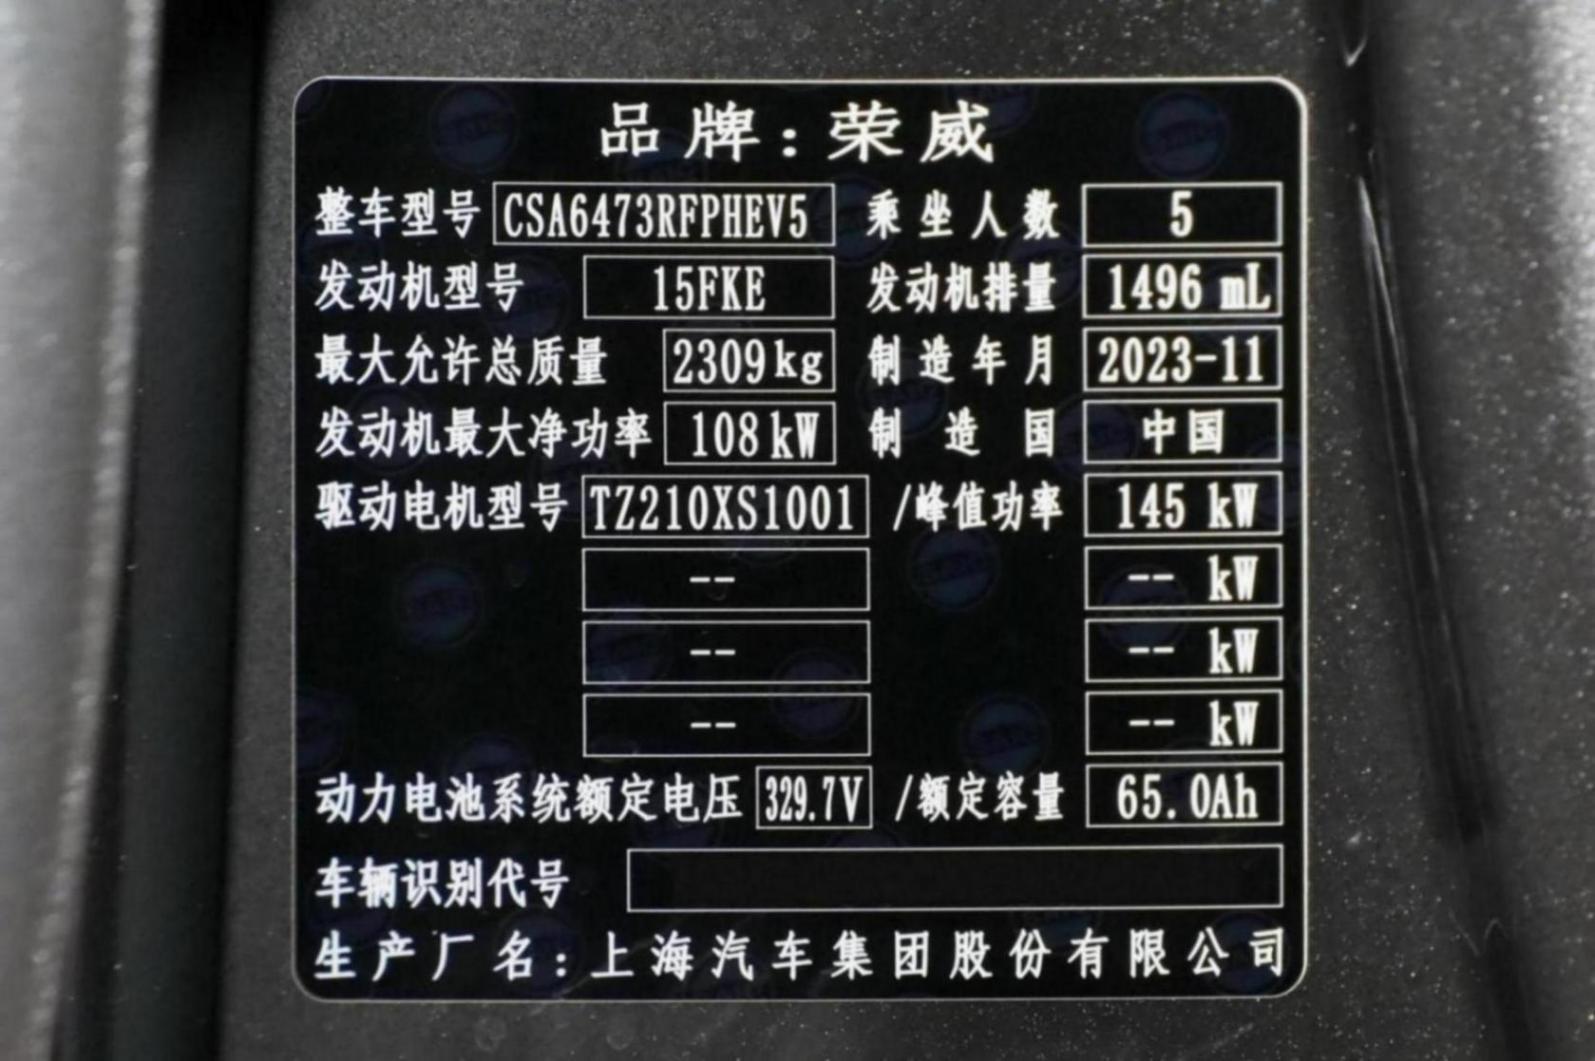 品牌:荣威
整车型号 CSA6473RFPHEV5 乘坐人数 5
发动机型号 15FKE 发动机排量 1496 mL
最大允许总质量 2309kg 制造年月 2023-11
发动机最大净功率 108kW 制造国 中国
驱动电机型号 TZ210XS1001 /峰值功率 145 kW
-- -- kW
-- -- kW
-- -- kW
动力电池系统额定电压 329.7V /额定容量 65.0Ah
车辆识别代号
生产厂名:上海汽车集团股份有限公司